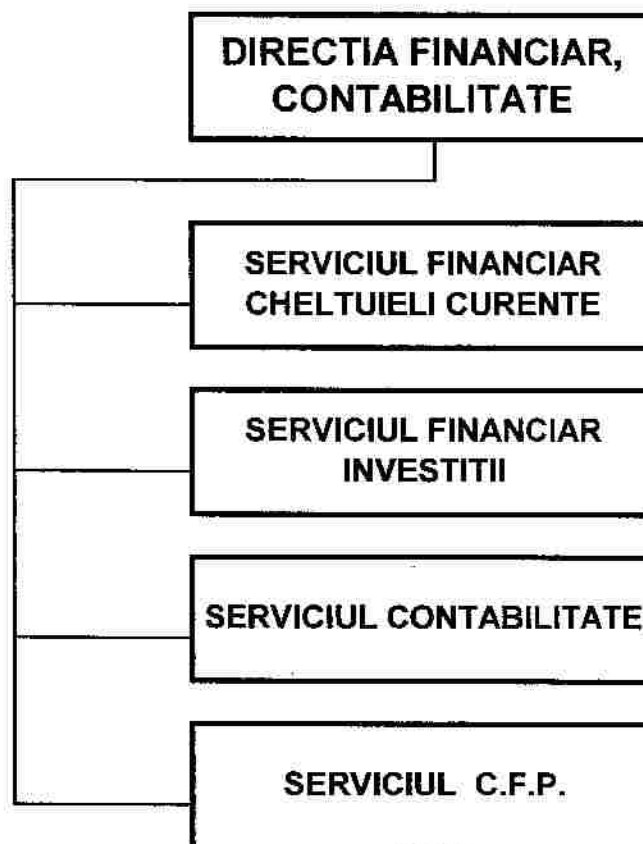 DIRECTIA FINANCIAR,
CONTABILITATE
SERVICIUL FINANCIAR
CHELTUIELI CURENTE
SERVICIUL FINANCIAR
INVESTITII
SERVICIUL CONTABILITATE
SERVICIUL C.F.P.